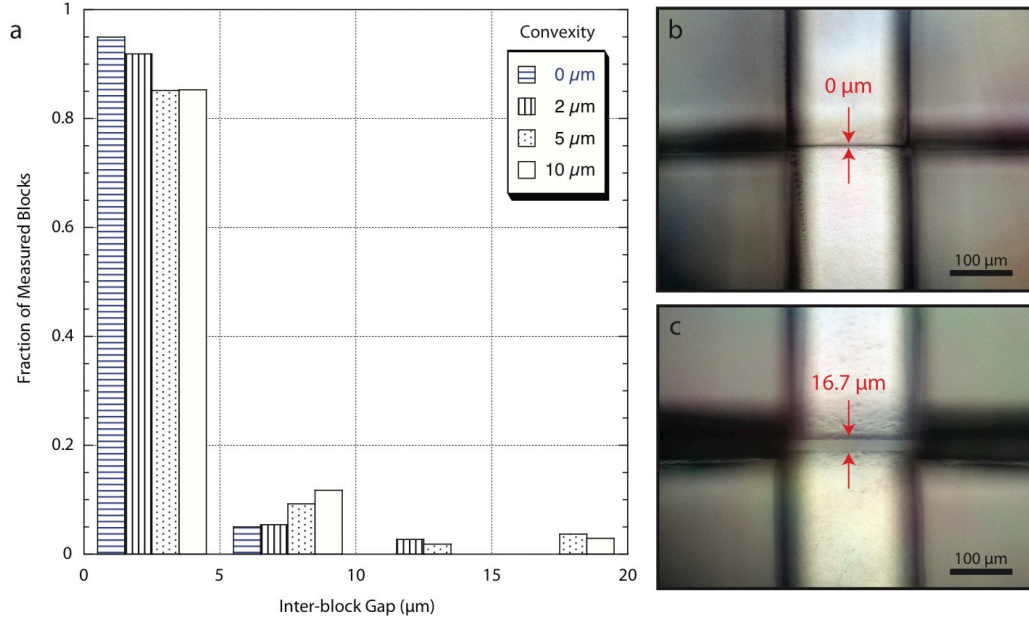 a
1
0.8
0.6
0.4
0.2
0
Fraction of Measured Blocks
0
5
10
15
20
Inter-block Gap (µm)
Convexity
0 µm
2 µm
5 µm
10 µm
b
0 µm
100 µm
c
16.7 µm
100 µm